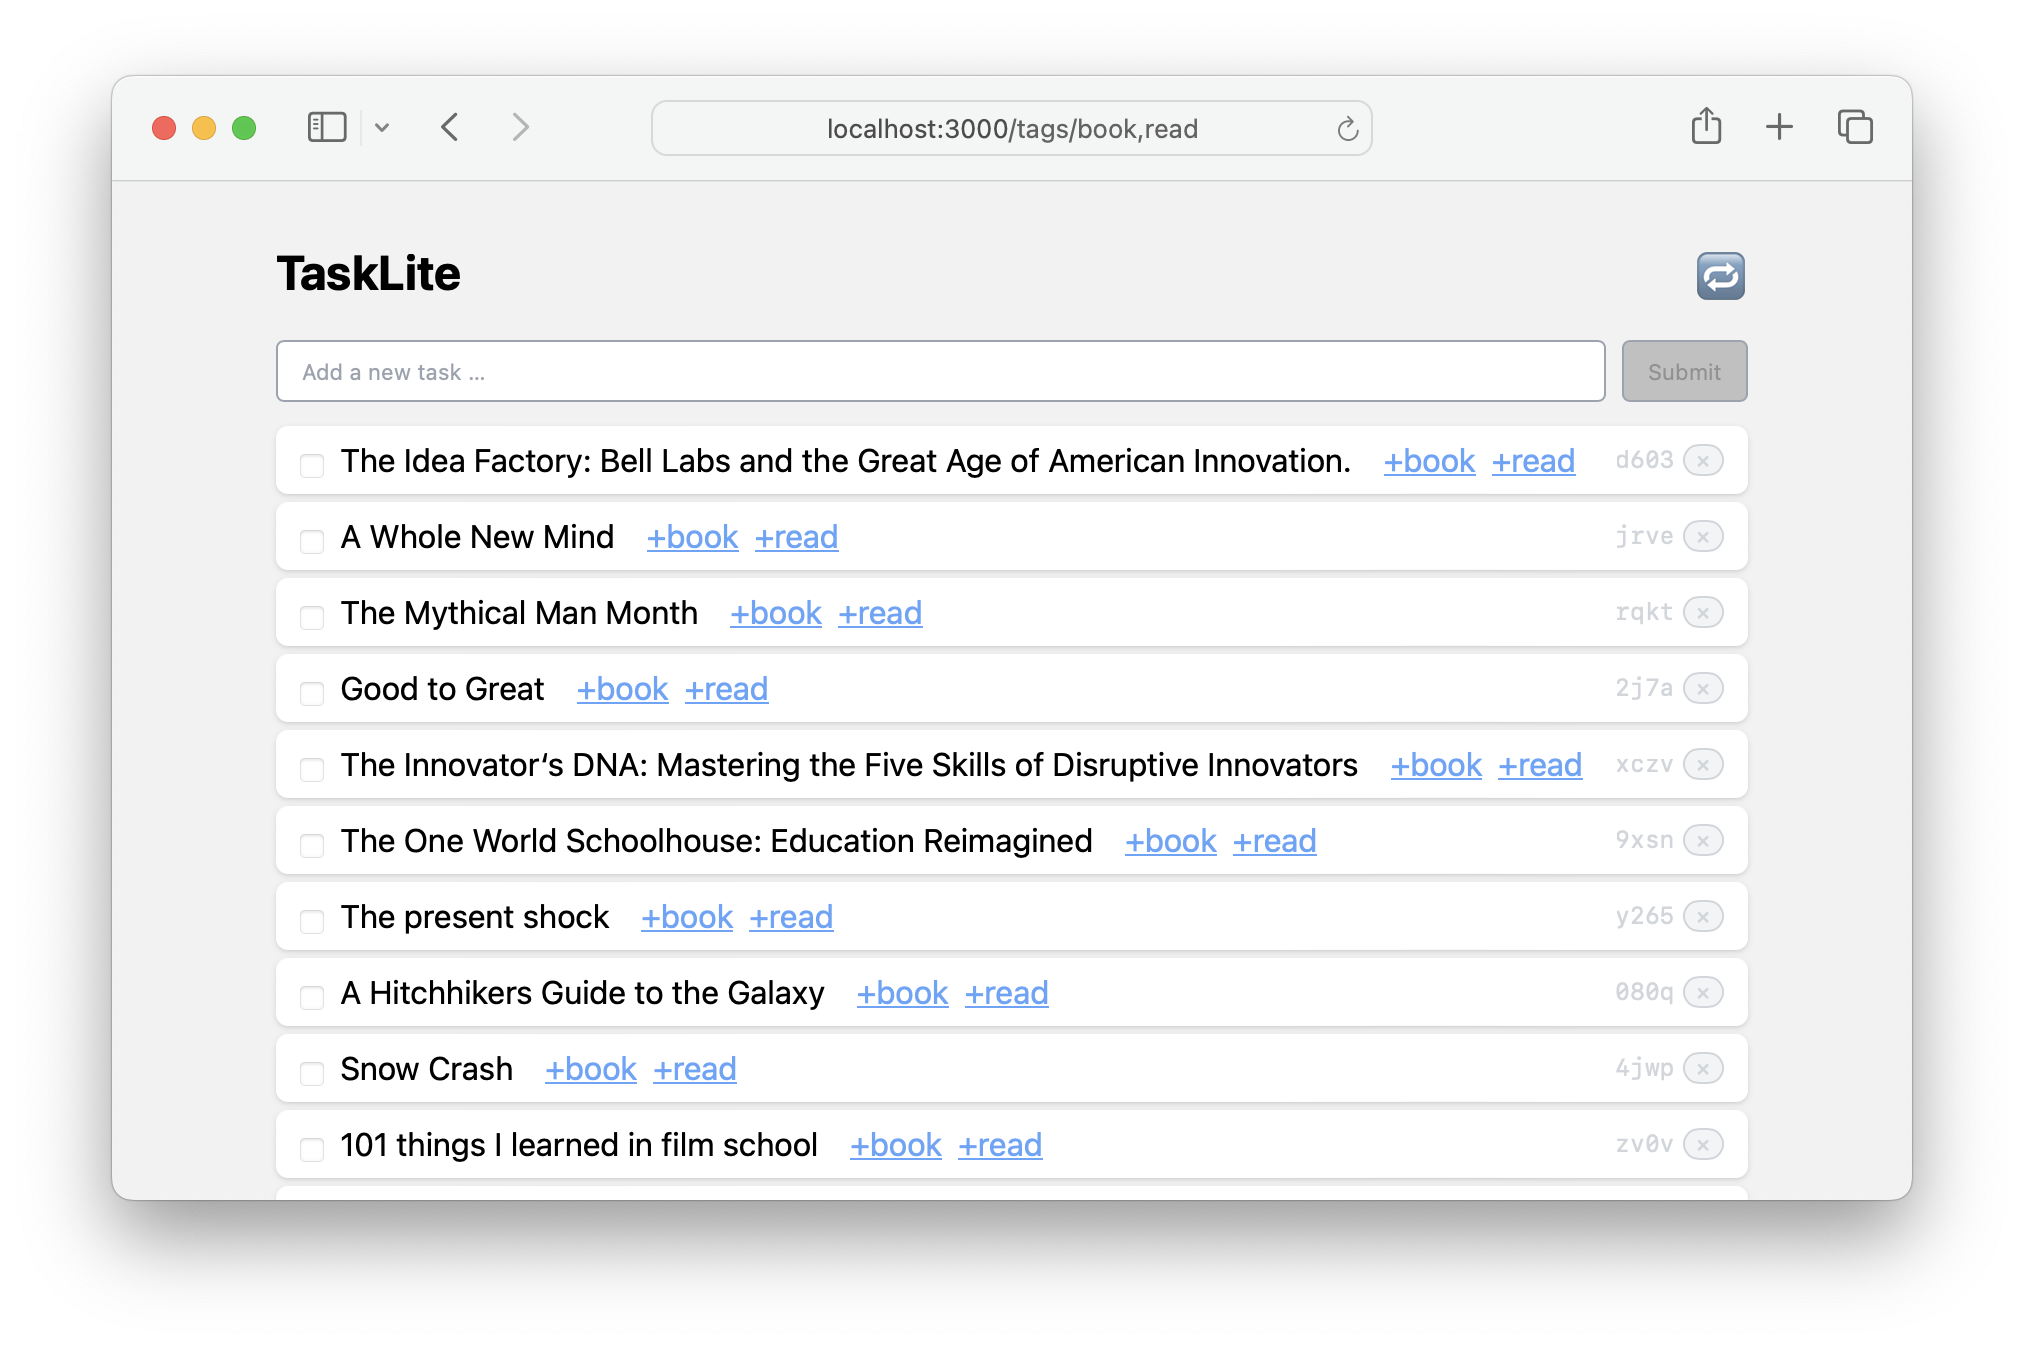 localhost:3000/tags/book,read
TaskLite
Add a new task ... Submit
The Idea Factory: Bell Labs and the Great Age of American Innovation. +book +read d603
A Whole New Mind +book +read jrve
The Mythical Man Month +book +read rqkt
Good to Great +book +read 2j7a
The Innovator‘s DNA: Mastering the Five Skills of Disruptive Innovators +book +read xczv
The One World Schoolhouse: Education Reimagined +book +read 9xsn
The present shock +book +read y265
A Hitchhikers Guide to the Galaxy +book +read 080q
Snow Crash +book +read 4jwp
101 things I learned in film school +book +read zv0v